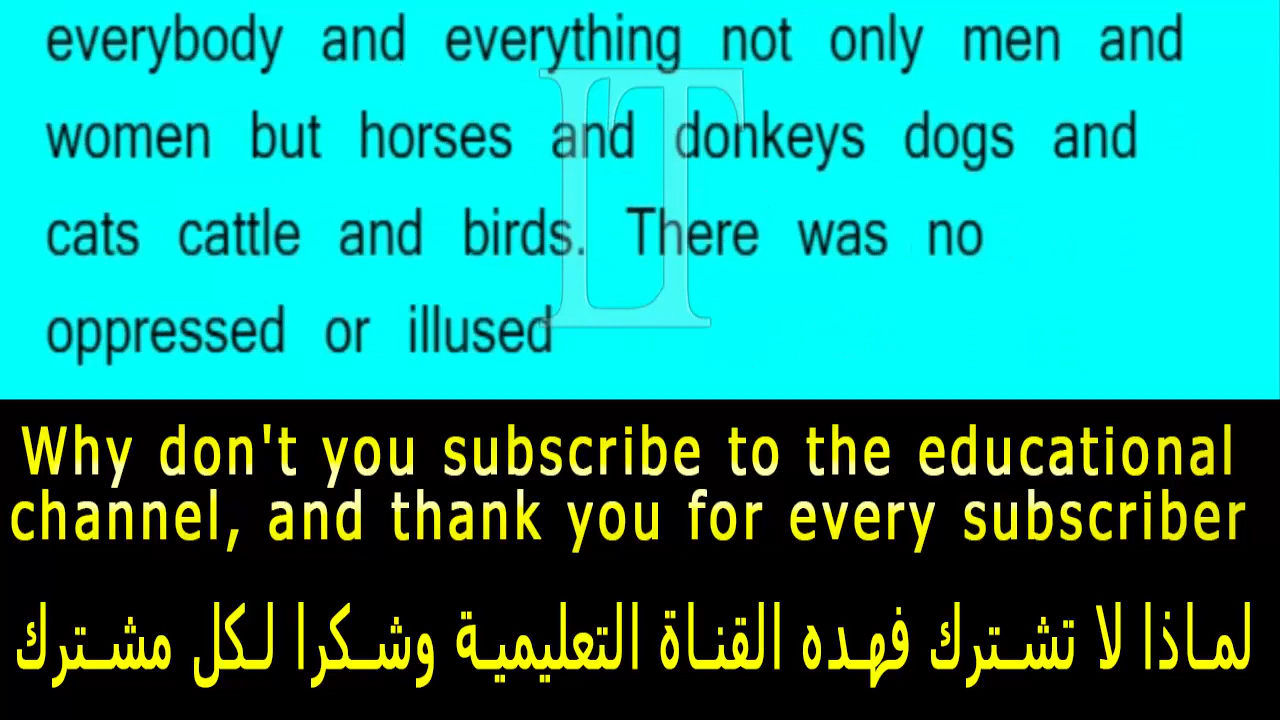 everybody and everything not only men and
women but horses and donkeys dogs and
cats cattle and birds. There was no
oppressed or illused
LT
Why don't you subscribe to the educational
channel, and thank you for every subscriber
لماذا لا تشترك فهده القناة التعليمية وشكرا لكل مشترك